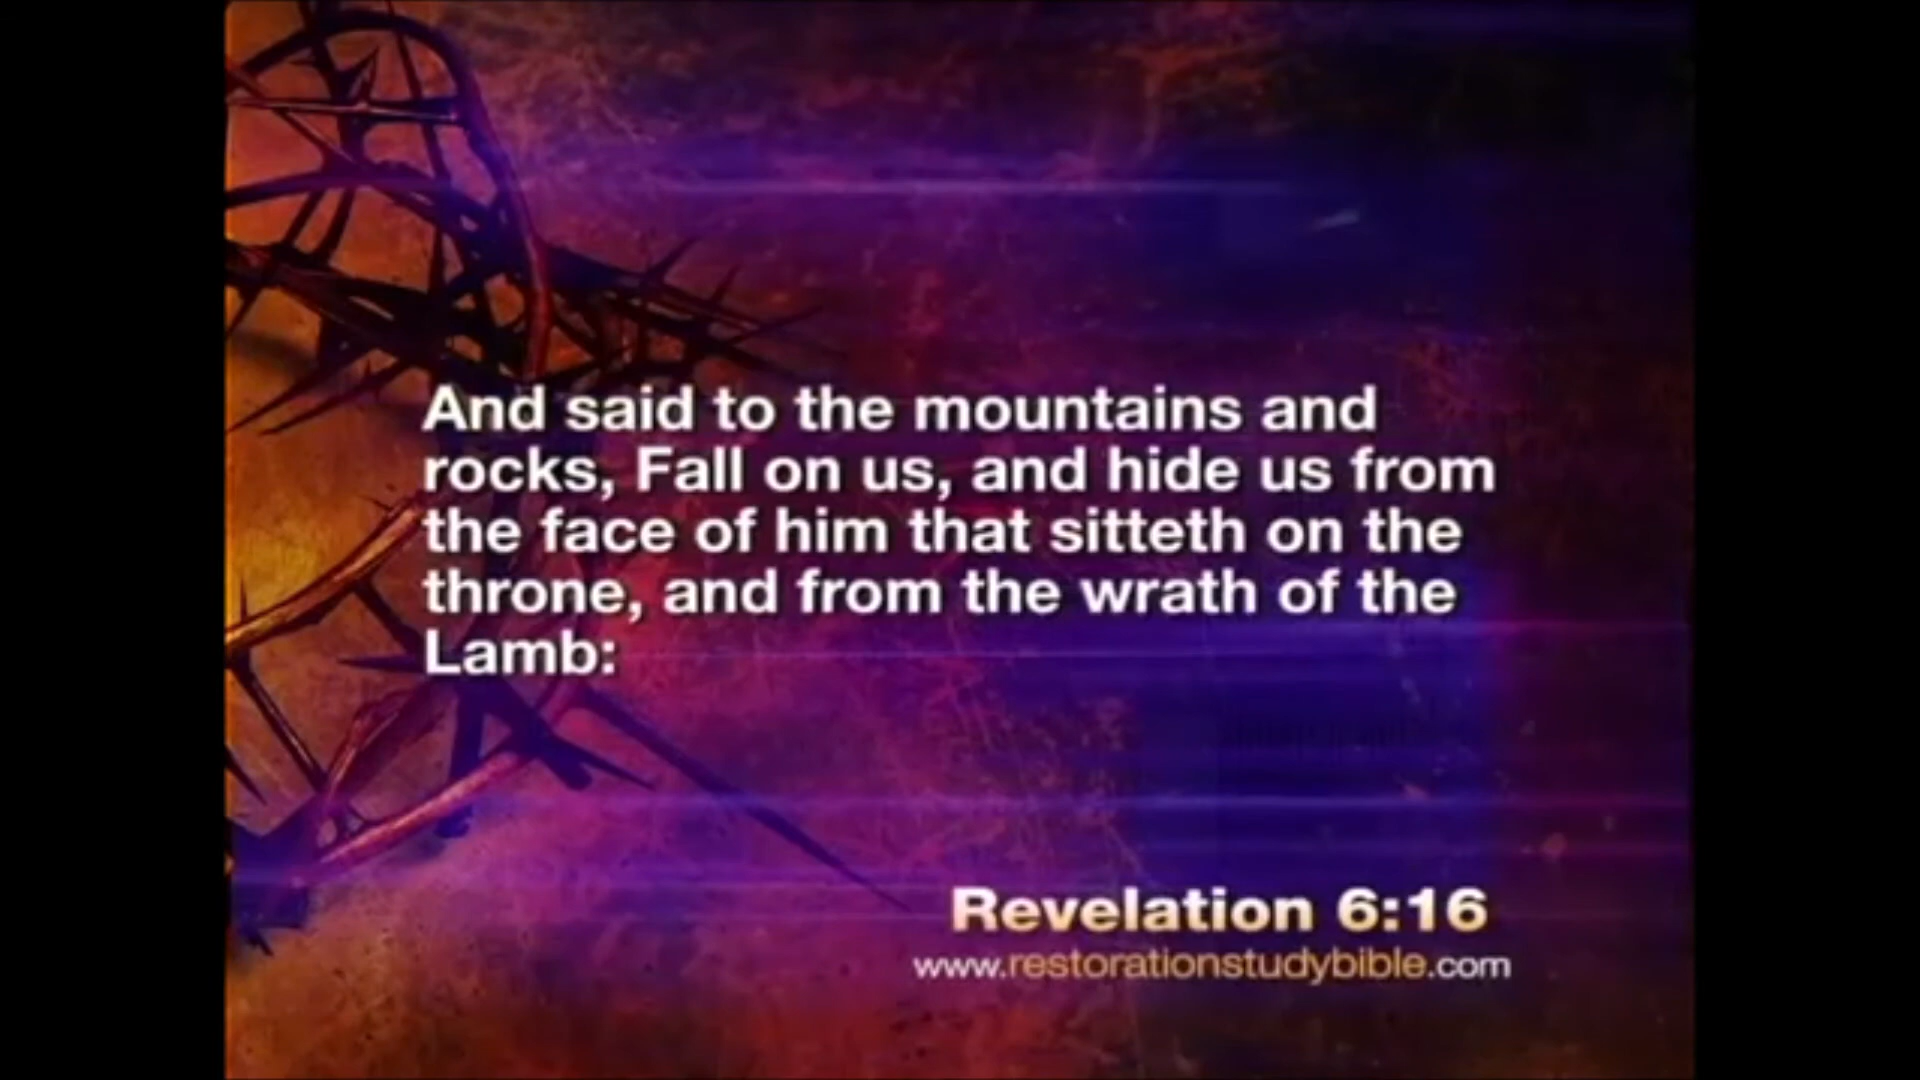 And said to the mountains and
rocks, Fall on us, and hide us from
the face of him that sitteth on the
throne, and from the wrath of the
Lamb:
Revelation 6:16
www.restorationstudybible.com